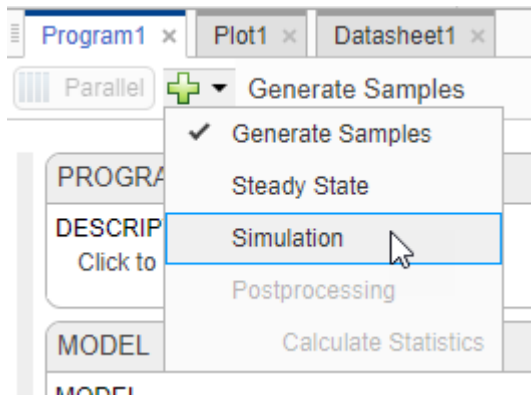 Program1 Plot1 Datasheet1
Parallel Generate Samples
Generate Samples
PROGRA
Steady State
DESCRIP
Simulation
Click to
Postprocessing
MODEL
Calculate Statistics
MODEL